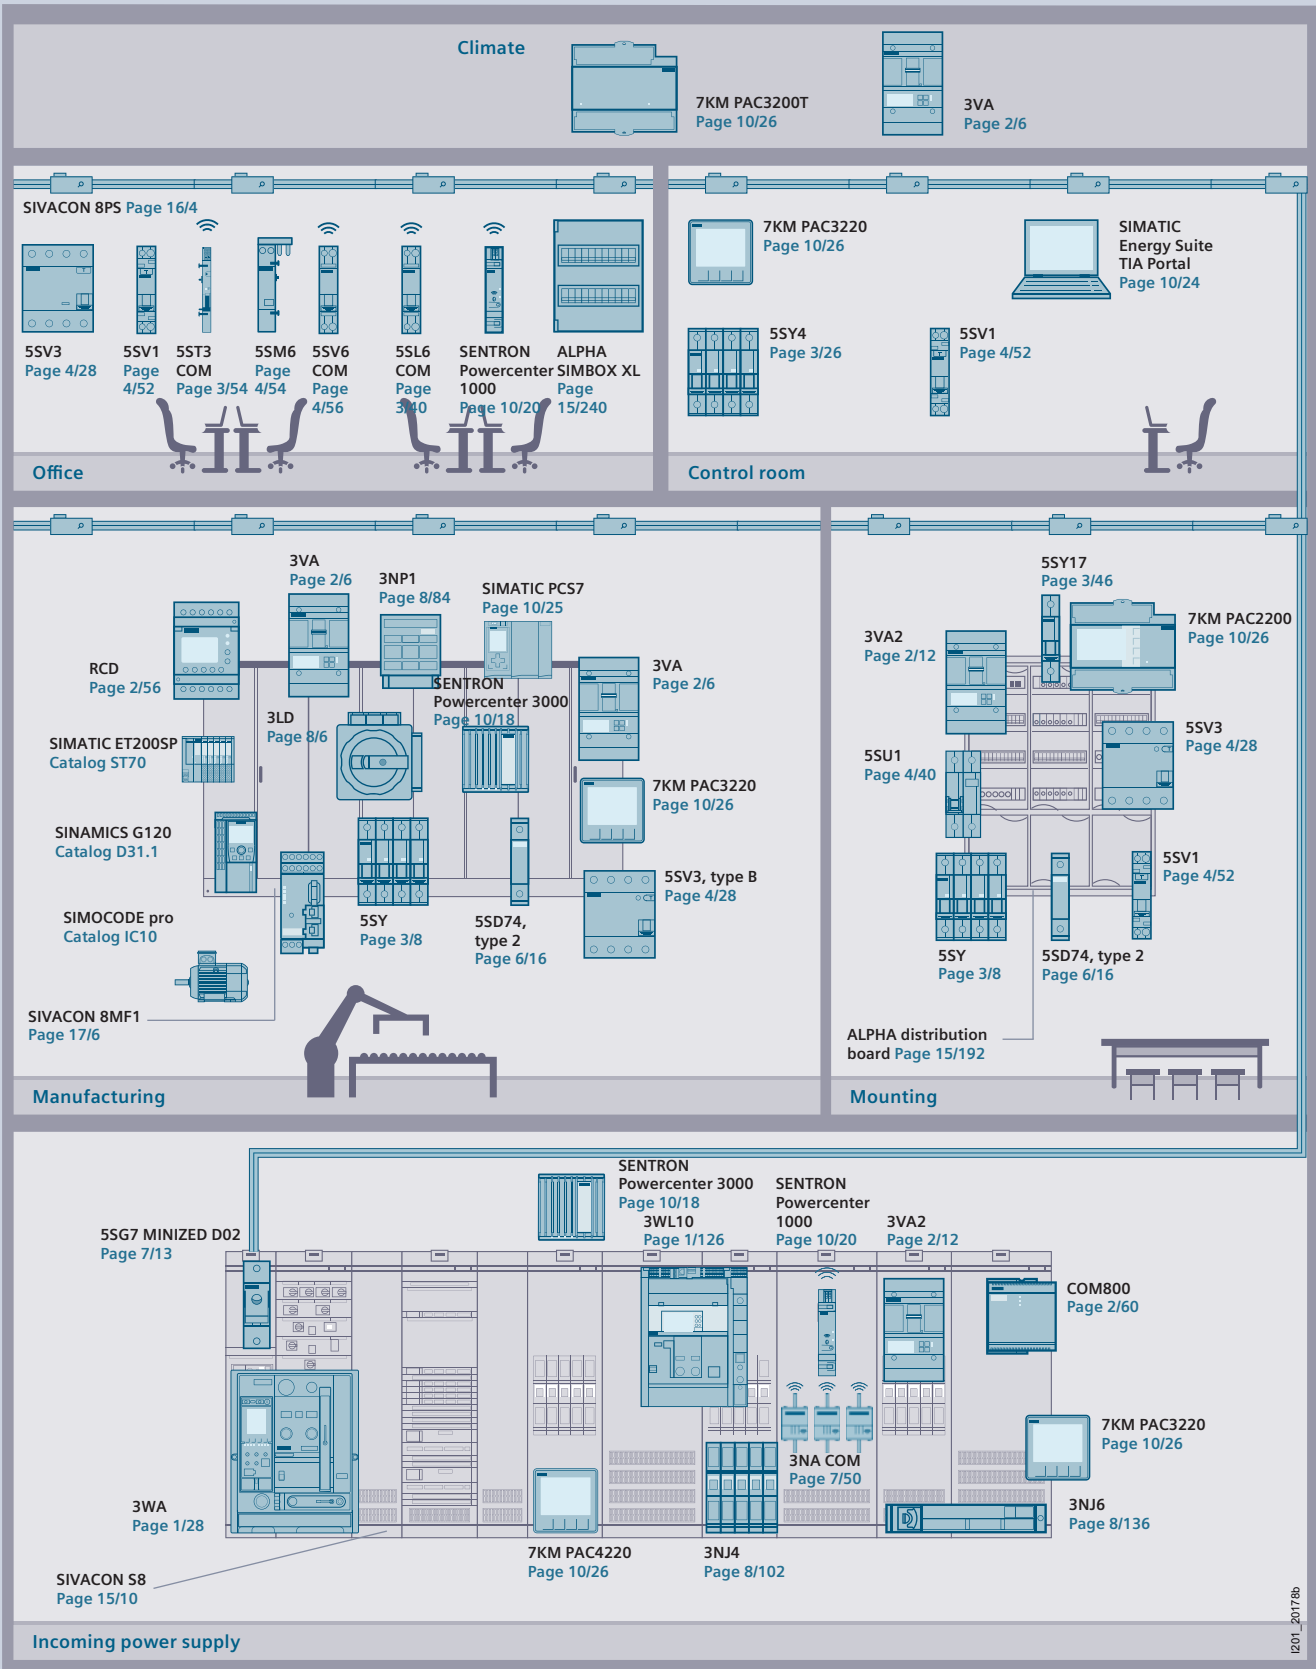 Climate
7KM PAC3200T
Page 10/26
3VA
Page 2/6
SIVACON 8PS Page 16/4
5SV3
Page 4/28
5SV1
Page
4/52
5ST3
COM
Page 3/54
5SM6
Page
4/54
5SV6
COM
Page
4/56
5SL6
COM
Page
3/40
SENTRON
Powercenter
1000
Page 10/20
ALPHA
SIMBOX XL
Page
15/240
Office
7KM PAC3220
Page 10/26
SIMATIC
Energy Suite
TIA Portal
Page 10/24
5SY4
Page 3/26
5SV1
Page 4/52
Control room
3VA
Page 2/6
3NP1
Page 8/84
SIMATIC PCS7
Page 10/25
RCD
Page 2/56
3VA
Page 2/6
SENTRON
Powercenter 3000
Page 10/18
3LD
Page 8/6
SIMATIC ET200SP
Catalog ST70
7KM PAC3220
Page 10/26
SINAMICS G120
Catalog D31.1
5SV3, type B
Page 4/28
SIMOCODE pro
Catalog IC10
5SY
Page 3/8
5SD74,
type 2
Page 6/16
SIVACON 8MF1
Page 17/6
Manufacturing
5SY17
Page 3/46
7KM PAC2200
Page 10/26
3VA2
Page 2/12
5SV3
Page 4/28
5SU1
Page 4/40
5SV1
Page 4/52
5SY
Page 3/8
5SD74, type 2
Page 6/16
ALPHA distribution
board Page 15/192
Mounting
SENTRON
Powercenter 3000
Page 10/18
SENTRON
Powercenter
1000
Page 10/20
5SG7 MINIZED D02
Page 7/13
3WL10
Page 1/126
3VA2
Page 2/12
COM800
Page 2/60
7KM PAC3220
Page 10/26
3NA COM
Page 7/50
3WA
Page 1/28
3NJ6
Page 8/136
7KM PAC4220
Page 10/26
3NJ4
Page 8/102
SIVACON S8
Page 15/10
Incoming power supply
I201_20178b